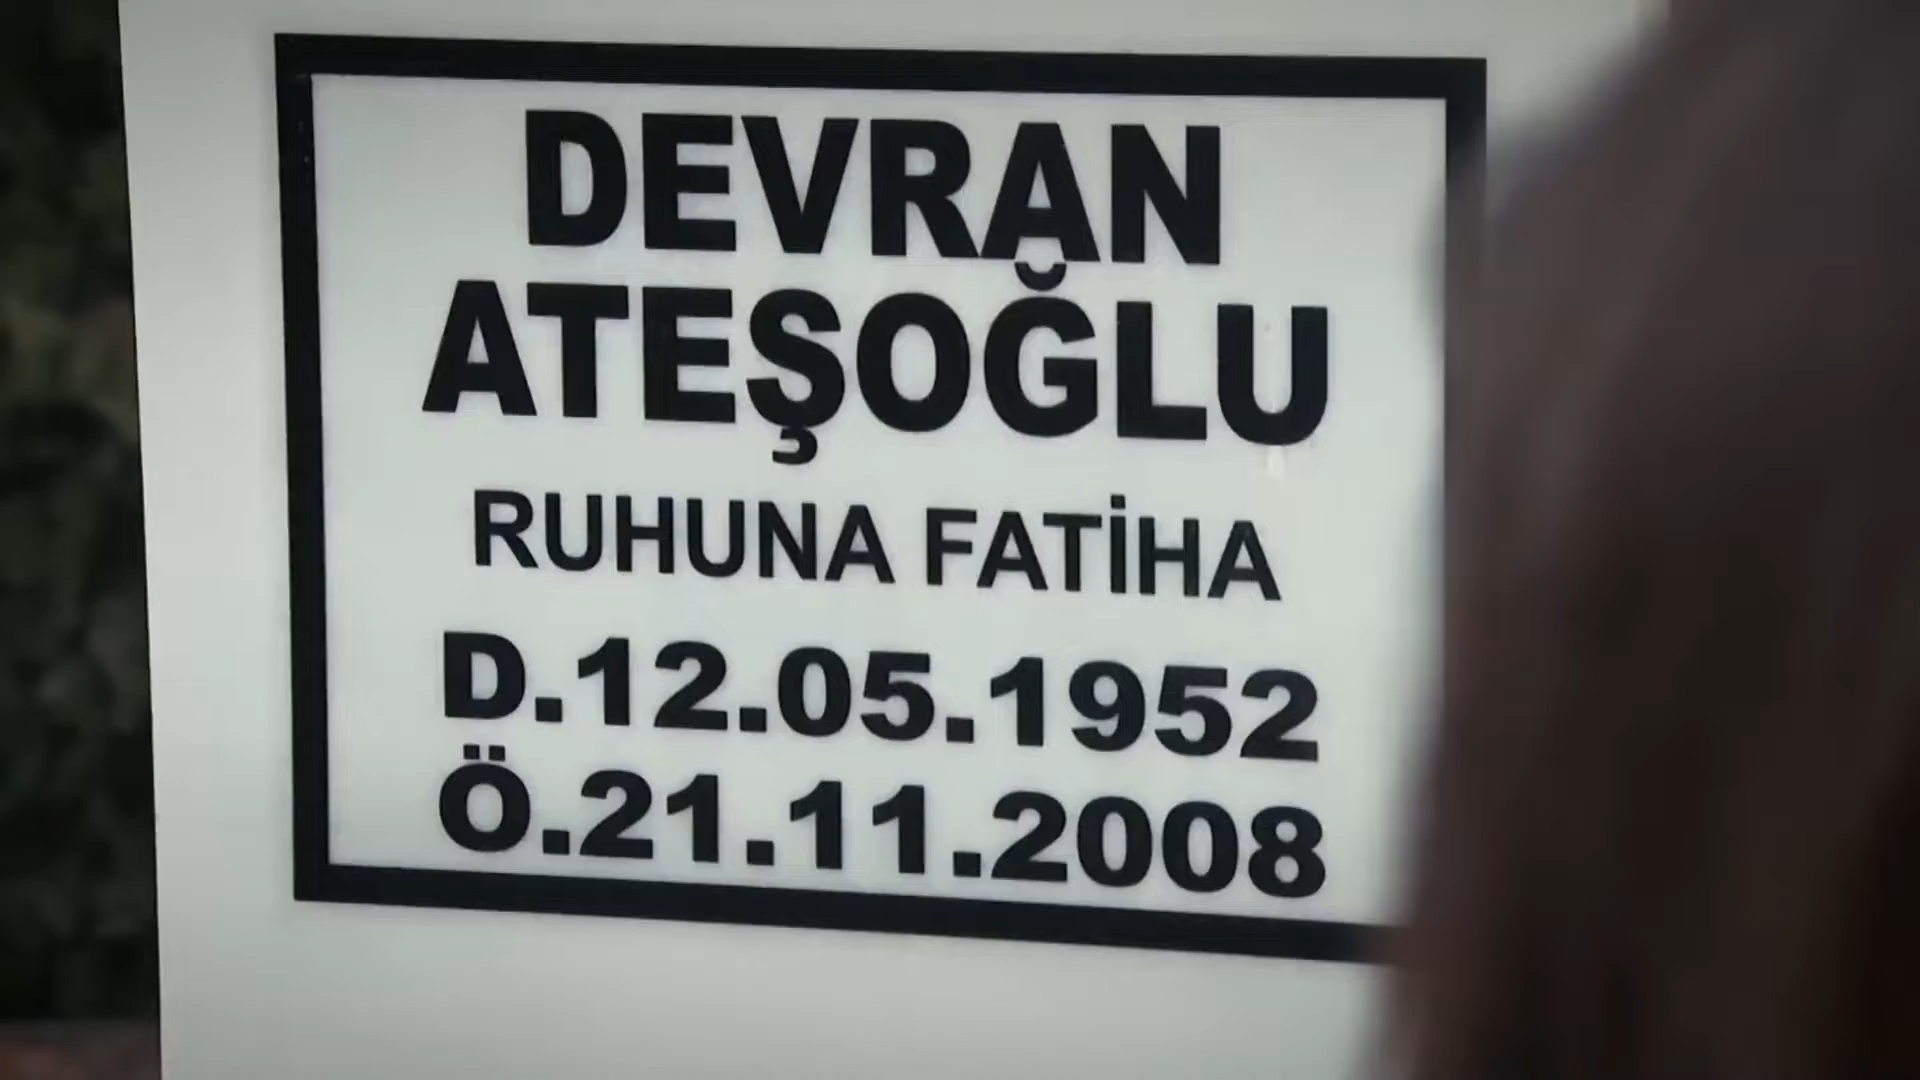 DEVRAN
ATEŞOĞLU
RUHUNA FATİHA
D.12.05.1952
Ö.21.11.2008